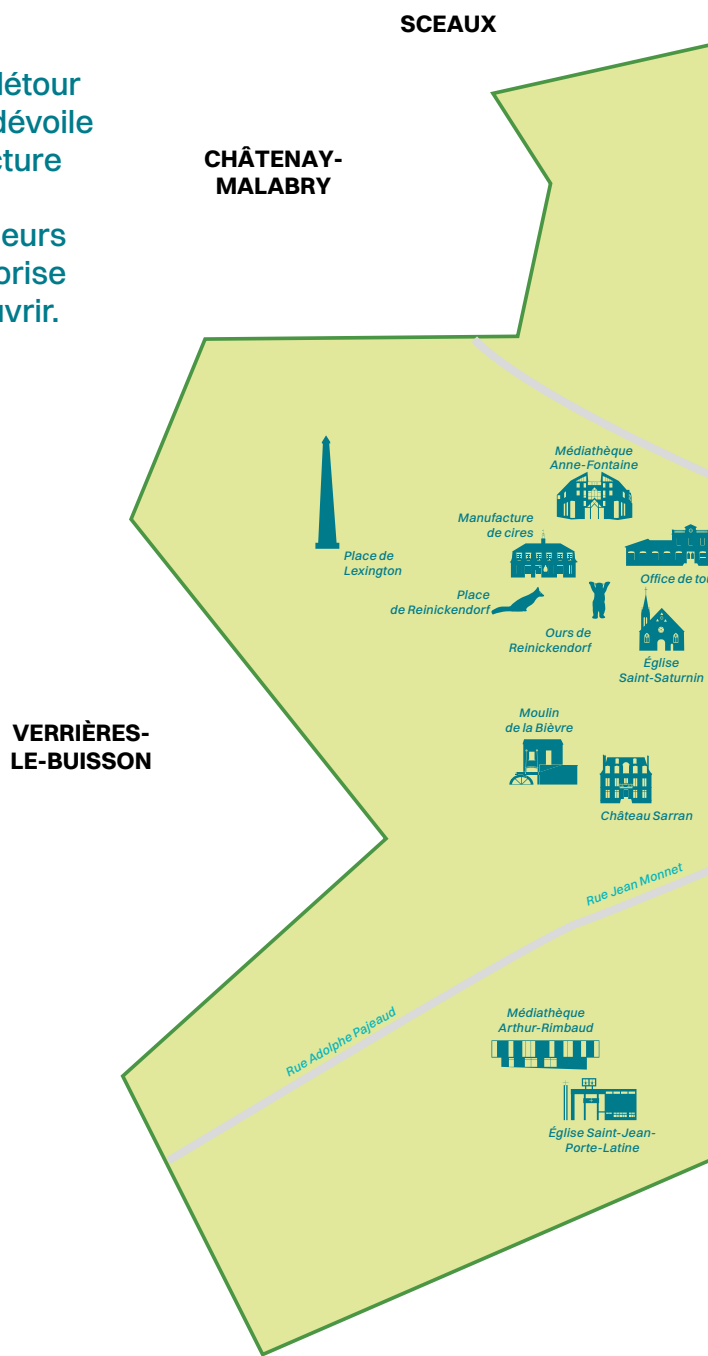 SCEAUX
détour
dévoile
cture
eurs
orise
uvrir.
CHÂTENAY-
MALABRY
Médiathèque
Anne-Fontaine
Manufacture
de cires
Place de
Lexington
Office de tou
Place
de Reinickendorf
Ours de
Reinickendorf
Église
Saint-Saturnin
VERRIÈRES-
LE-BUISSON
Moulin
de la Bièvre
Château Sarran
Rue Jean Monnet
Rue Adolphe Pajeaud
Médiathèque
Arthur-Rimbaud
Église Saint-Jean-
Porte-Latine